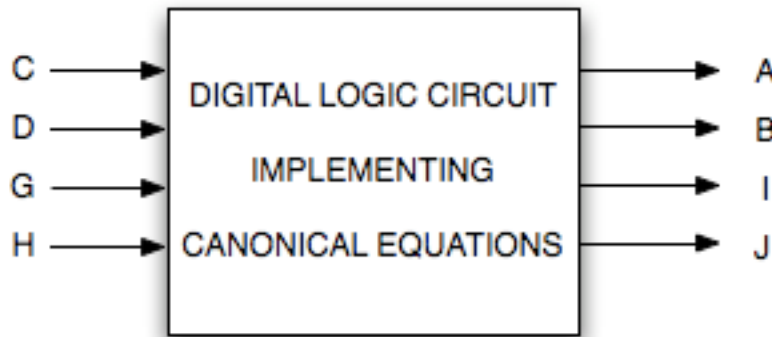 C A
DIGITAL LOGIC CIRCUIT
D B
IMPLEMENTING
G I
H CANONICAL EQUATIONS J